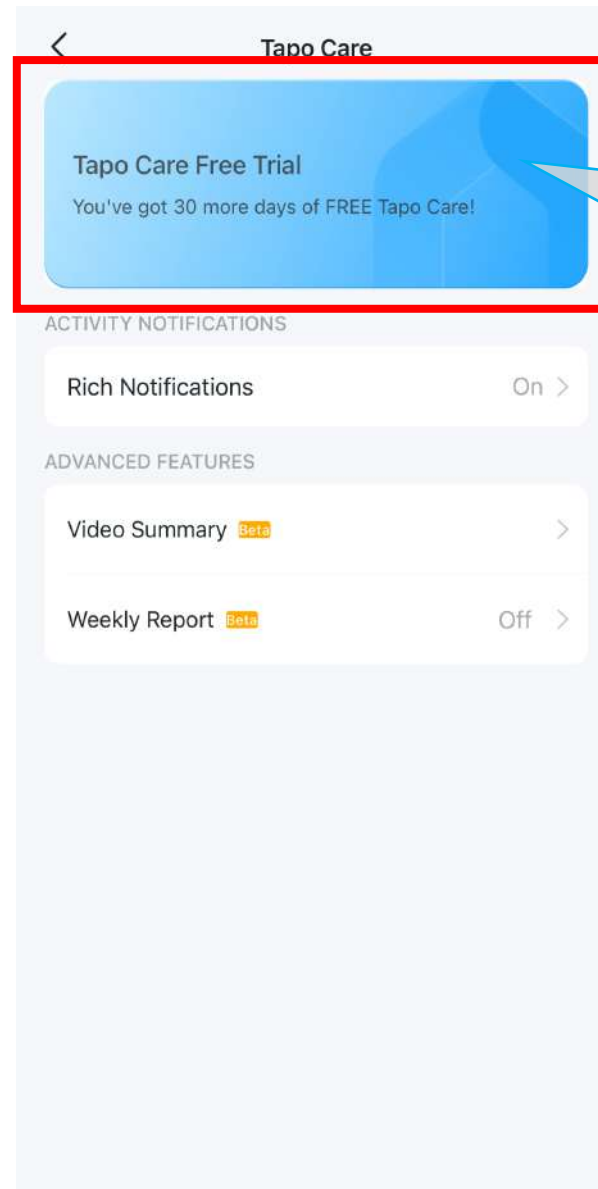 Tapo Care
Tapo Care Free Trial
You've got 30 more days of FREE Tapo Care!
ACTIVITY NOTIFICATIONS
Rich Notifications On
ADVANCED FEATURES
Video Summary Beta
Weekly Report Beta Off